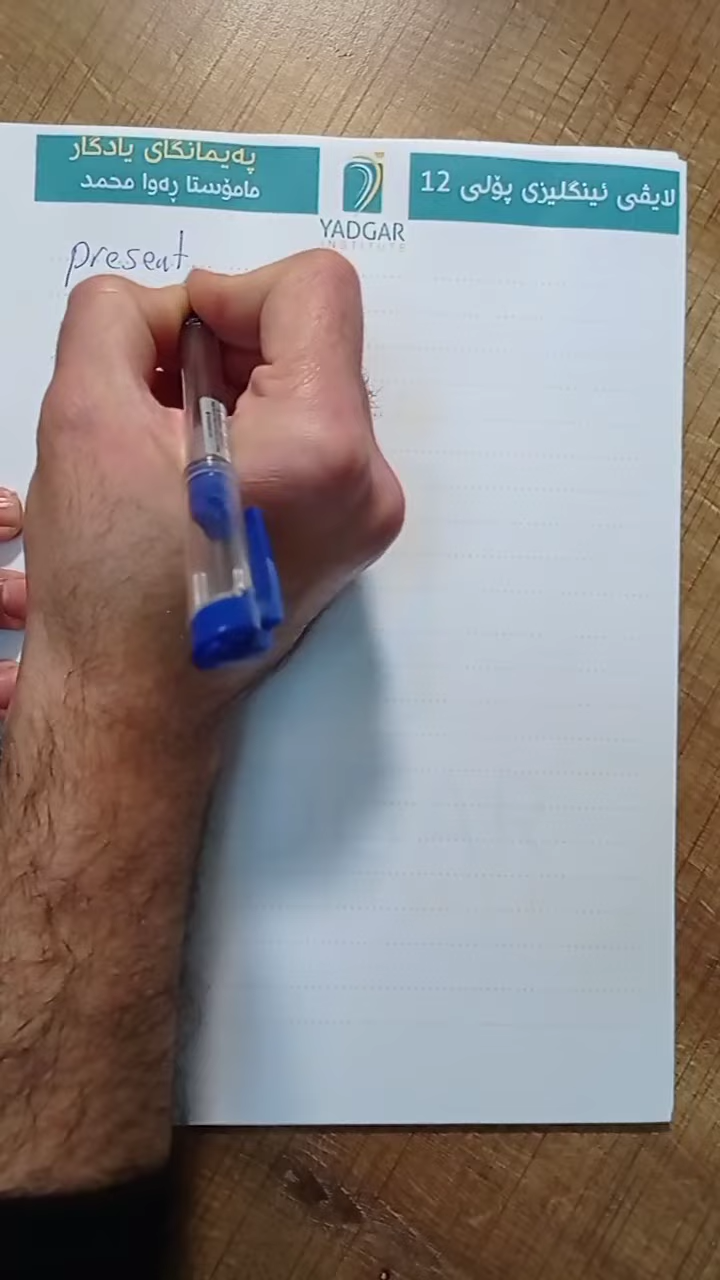 پەیمانگای یادگار
مامۆستا ڕەوا محمد
لایڤی ئینگلیزی پۆلی 12
YADGAR
INSTITUTE
present